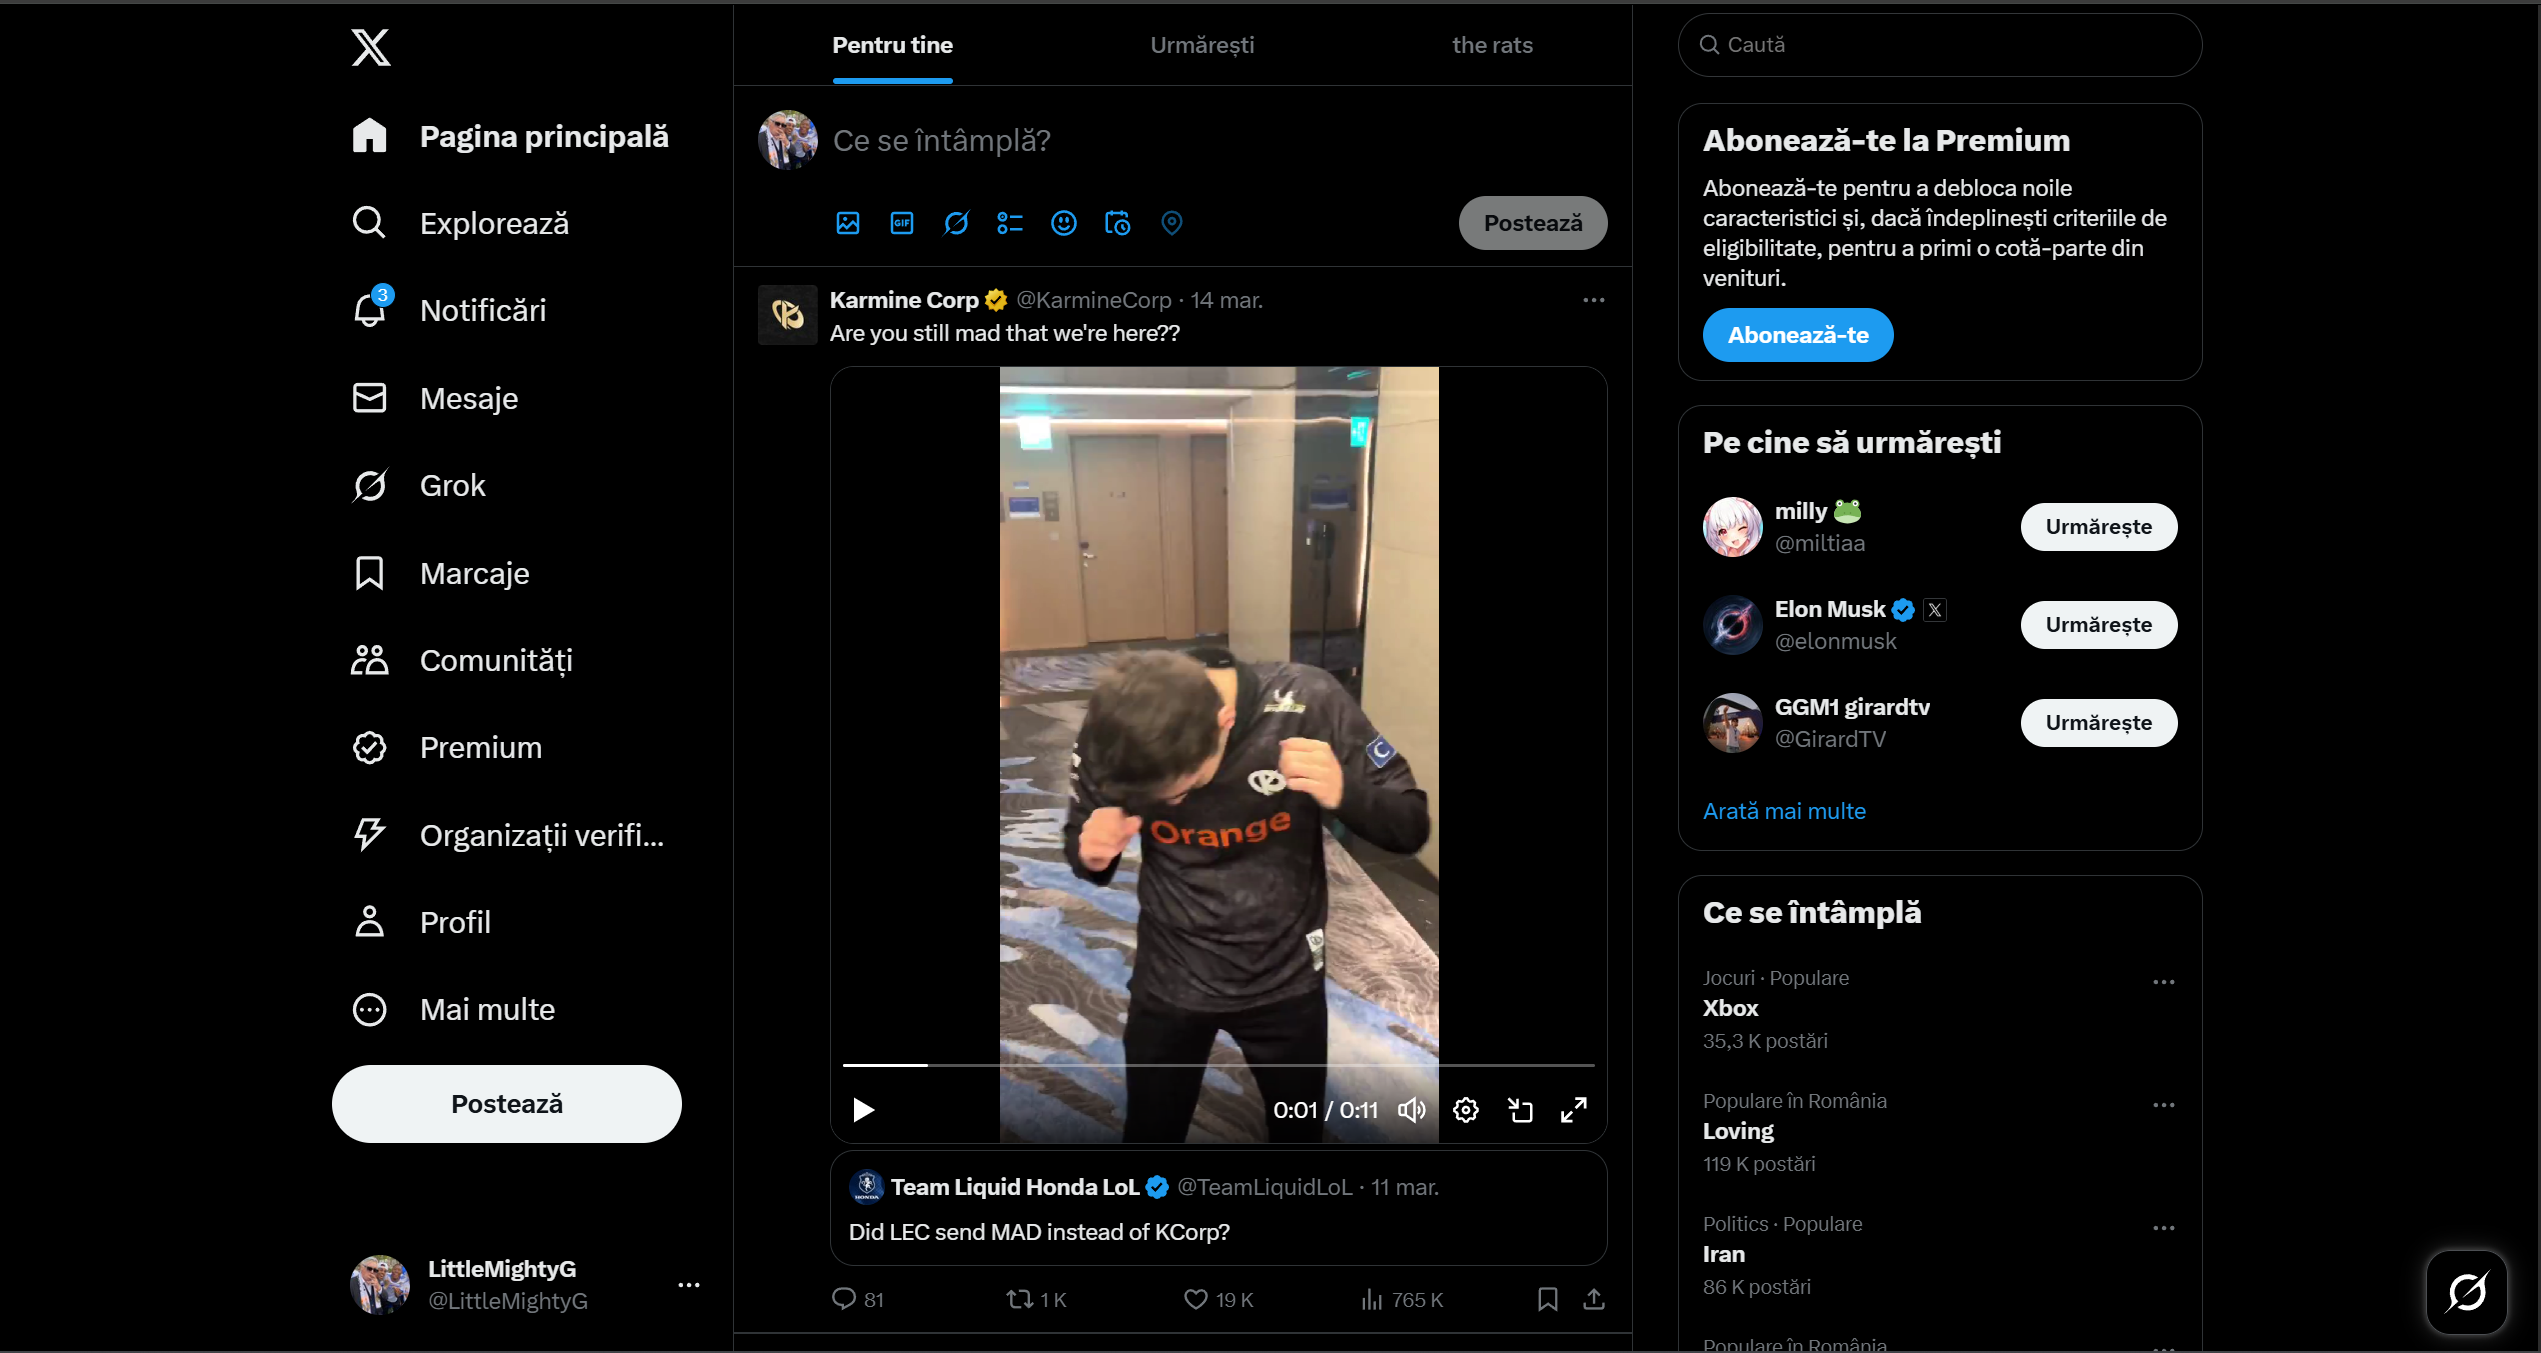 Pagina principală
Explorează
3
Notificări
Mesaje
Grok
Marcaje
Comunități
Premium
Organizații verifi...
Profil
Mai multe
Postează
LittleMightyG
@LittleMightyG
Pentru tine
Urmărești
the rats
Ce se întâmplă?
GIF
Postează
Karmine Corp @KarmineCorp · 14 mar.
Are you still mad that we're here??
C
Orange
0:01 / 0:11
HONDA
Team Liquid Honda LoL @TeamLiquidLoL · 11 mar.
Did LEC send MAD instead of KCorp?
81
1 K
19 K
765 K
Caută
Abonează-te la Premium
Abonează-te pentru a debloca noile
caracteristici și, dacă îndeplinești criteriile de
eligibilitate, pentru a primi o cotă-parte din
venituri.
Abonează-te
Pe cine să urmărești
milly
@miltiaa
Urmărește
Elon Musk
@elonmusk
Urmărește
GGM1 girardtv
@GirardTV
Urmărește
Arată mai multe
Ce se întâmplă
Jocuri · Populare
Xbox
35,3 K postări
Populare în România
Loving
119 K postări
Politics · Populare
Iran
86 K postări
Populare în România